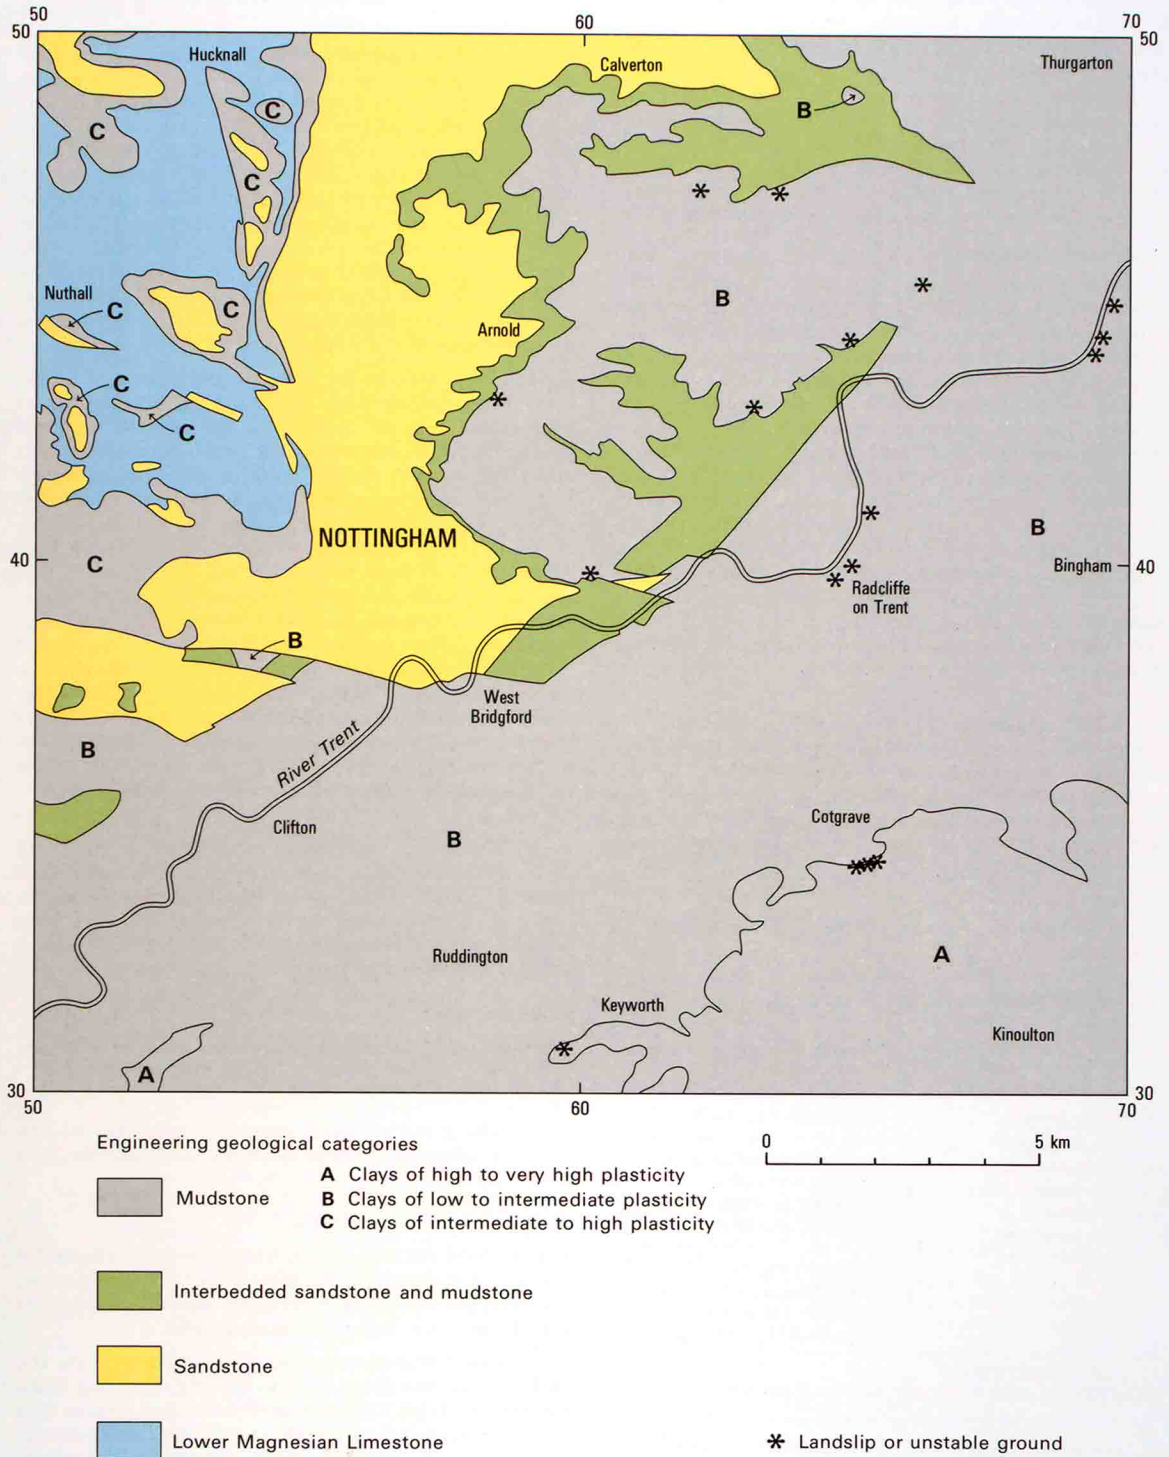 50
60
70
50
50
Hucknall
Calverton
Thurgarton
B
C
C
C
Nuthall
C
C
B
Arnold
C
C
B
NOTTINGHAM
C
40
Bingham
40
Radcliffe
on Trent
B
West
Bridgford
B
River Trent
Cotgrave
Clifton
B
Ruddington
A
Keyworth
Kinoulton
A
30
30
50
60
70
Engineering geological categories
0
5 km
A Clays of high to very high plasticity
Mudstone
B Clays of low to intermediate plasticity
C Clays of intermediate to high plasticity
Interbedded sandstone and mudstone
Sandstone
Lower Magnesian Limestone
Landslip or unstable ground